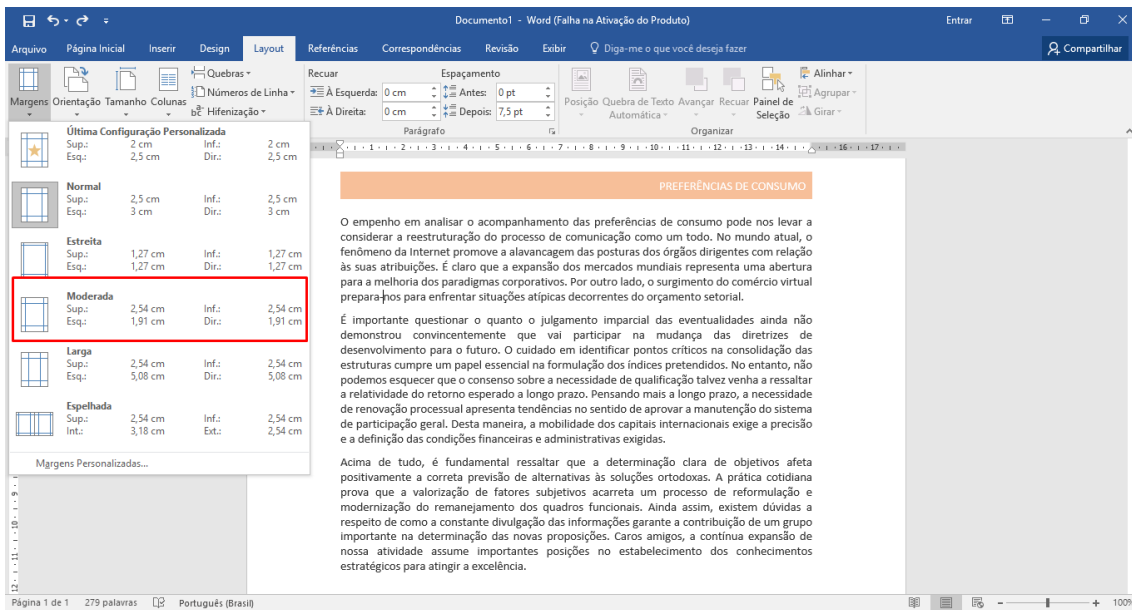 Documento1 - Word (Falha na Ativação do Produto)
Entrar
Arquivo Página Inicial Inserir Design Layout Referências Correspondências Revisão Exibir Diga-me o que você deseja fazer Compartilhar
Margens Orientação Tamanho Colunas
Quebras
Números de Linha
Hifenização
Recuar
À Esquerda: 0 cm
À Direita: 0 cm
Espaçamento
Antes: 0 pt
Depois: 7,5 pt
Parágrafo
Posição Quebra de Texto Automática Avançar Recuar Painel de Seleção
Alinhar
Agrupar
Girar
Organizar
Última Configuração Personalizada
Sup.: 2 cm Inf.: 2 cm
Esq.: 2,5 cm Dir.: 2,5 cm
Normal
Sup.: 2,5 cm Inf.: 2,5 cm
Esq.: 3 cm Dir.: 3 cm
Estreita
Sup.: 1,27 cm Inf.: 1,27 cm
Esq.: 1,27 cm Dir.: 1,27 cm
Moderada
Sup.: 2,54 cm Inf.: 2,54 cm
Esq.: 1,91 cm Dir.: 1,91 cm
Larga
Sup.: 2,54 cm Inf.: 2,54 cm
Esq.: 5,08 cm Dir.: 5,08 cm
Espelhada
Sup.: 2,54 cm Inf.: 2,54 cm
Int.: 3,18 cm Ext.: 2,54 cm
Margens Personalizadas...
1 2 3 4 5 6 7 8 9 10 11 12 13 14 16 17
PREFERÊNCIAS DE CONSUMO
O empenho em analisar o acompanhamento das preferências de consumo pode nos levar a
considerar a reestruturação do processo de comunicação como um todo. No mundo atual, o
fenômeno da Internet promove a alavancagem das posturas dos órgãos dirigentes com relação
às suas atribuições. É claro que a expansão dos mercados mundiais representa uma abertura
para a melhoria dos paradigmas corporativos. Por outro lado, o surgimento do comércio virtual
prepara-nos para enfrentar situações atípicas decorrentes do orçamento setorial.
É importante questionar o quanto o julgamento imparcial das eventualidades ainda não
demonstrou convincentemente que vai participar na mudança das diretrizes de
desenvolvimento para o futuro. O cuidado em identificar pontos críticos na consolidação das
estruturas cumpre um papel essencial na formulação dos índices pretendidos. No entanto, não
podemos esquecer que o consenso sobre a necessidade de qualificação talvez venha a ressaltar
a relatividade do retorno esperado a longo prazo. Pensando mais a longo prazo, a necessidade
de renovação processual apresenta tendências no sentido de aprovar a manutenção do sistema
de participação geral. Desta maneira, a mobilidade dos capitais internacionais exige a precisão
e a definição das condições financeiras e administrativas exigidas.
Acima de tudo, é fundamental ressaltar que a determinação clara de objetivos afeta
positivamente a correta previsão de alternativas às soluções ortodoxas. A prática cotidiana
prova que a valorização de fatores subjetivos acarreta um processo de reformulação e
modernização do remanejamento dos quadros funcionais. Ainda assim, existem dúvidas a
respeito de como a constante divulgação das informações garante a contribuição de um grupo
importante na determinação das novas proposições. Caros amigos, a contínua expansão de
nossa atividade assume importantes posições no estabelecimento dos conhecimentos
estratégicos para atingir a excelência.
9 10 11 12
Página 1 de 1 279 palavras Português (Brasil) 100%